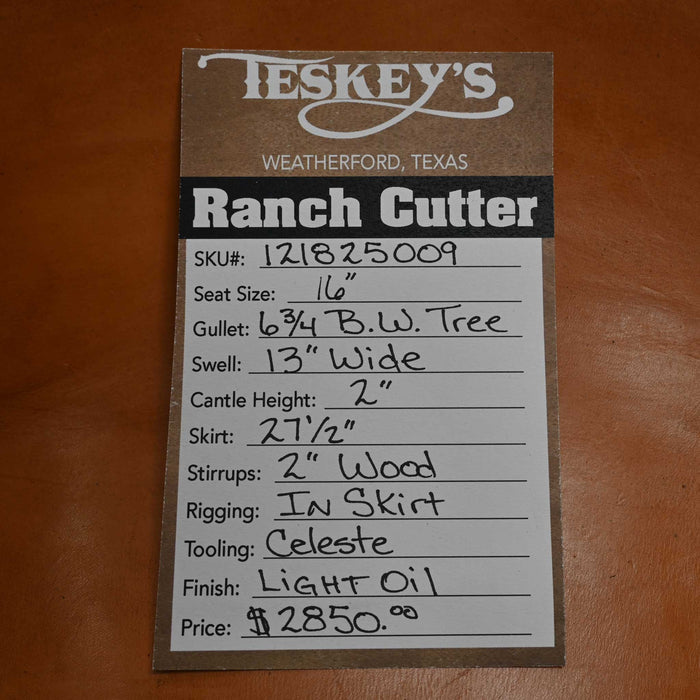 TESKEY'S
WEATHERFORD, TEXAS
Ranch Cutter
SKU#: 121825009
Seat Size: 16"
Gullet: 6 3/4 B.W. Tree
Swell: 13" Wide
Cantle Height: 2"
Skirt: 27 1/2"
Stirrups: 2" Wood
Rigging: In Skirt
Tooling: Celeste
Finish: Light Oil
Price: $2850.00